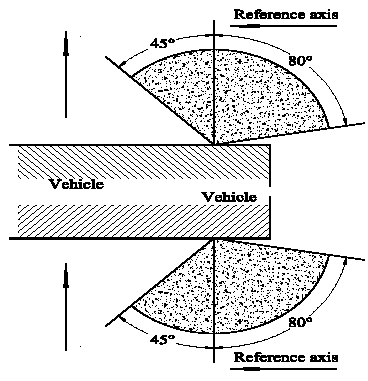 Reference axis
45°
80°
Vehicle
Vehicle
45°
80°
Reference axis